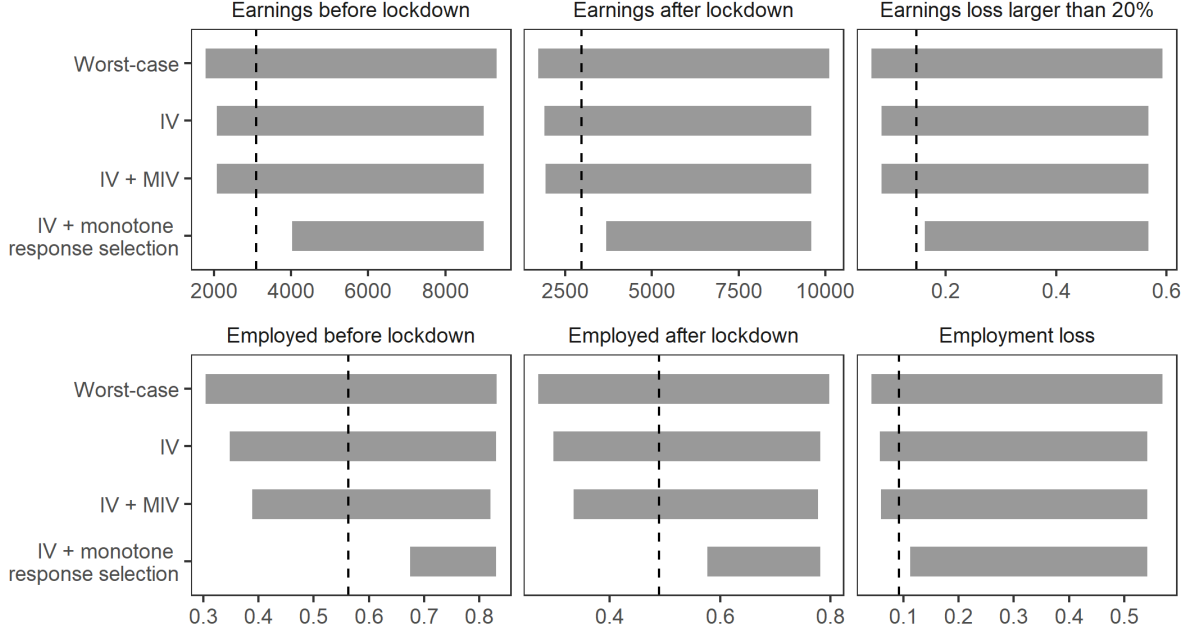 Earnings before lockdown
Earnings after lockdown
Earnings loss larger than 20%
Worst-case
IV
IV + MIV
IV + monotone
response selection
2000 4000 6000 8000
2500 5000 7500 10000
0.2 0.4 0.6
Employed before lockdown
Employed after lockdown
Employment loss
Worst-case
IV
IV + MIV
IV + monotone
response selection
0.3 0.4 0.5 0.6 0.7 0.8
0.4 0.6 0.8
0.1 0.2 0.3 0.4 0.5